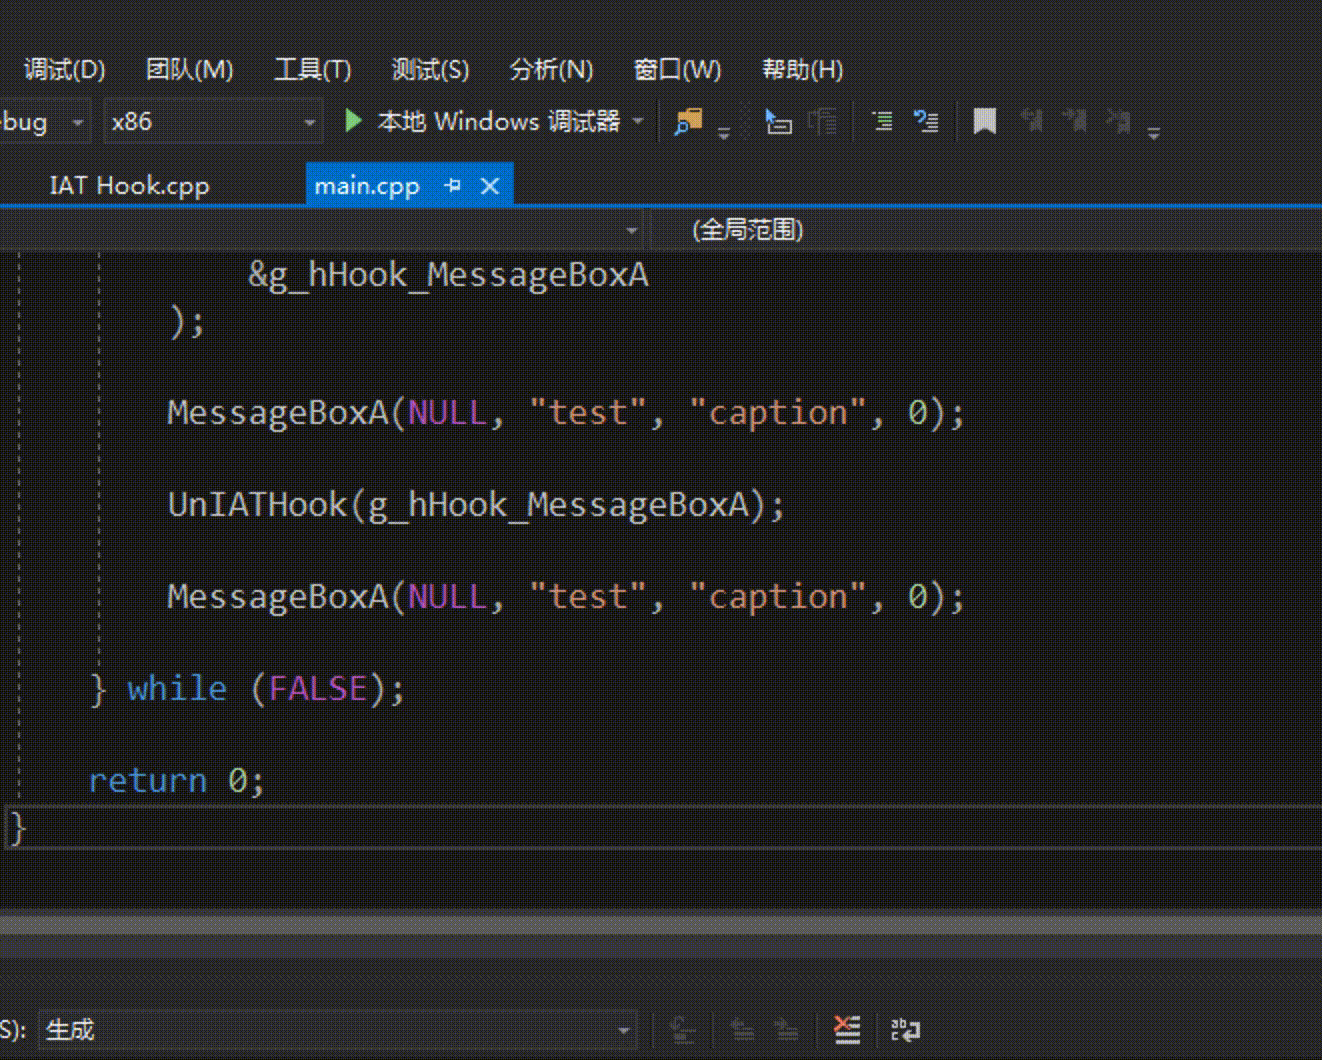 调试(D) 团队(M) 工具(T) 测试(S) 分析(N) 窗口(W) 帮助(H)
bug x86 本地 Windows 调试器
IAT Hook.cpp main.cpp
(全局范围)
&g_hHook_MessageBoxA
);
MessageBoxA(NULL, "test", "caption", 0);
UnIATHook(g_hHook_MessageBoxA);
MessageBoxA(NULL, "test", "caption", 0);
} while (FALSE);
return 0;
}
S): 生成